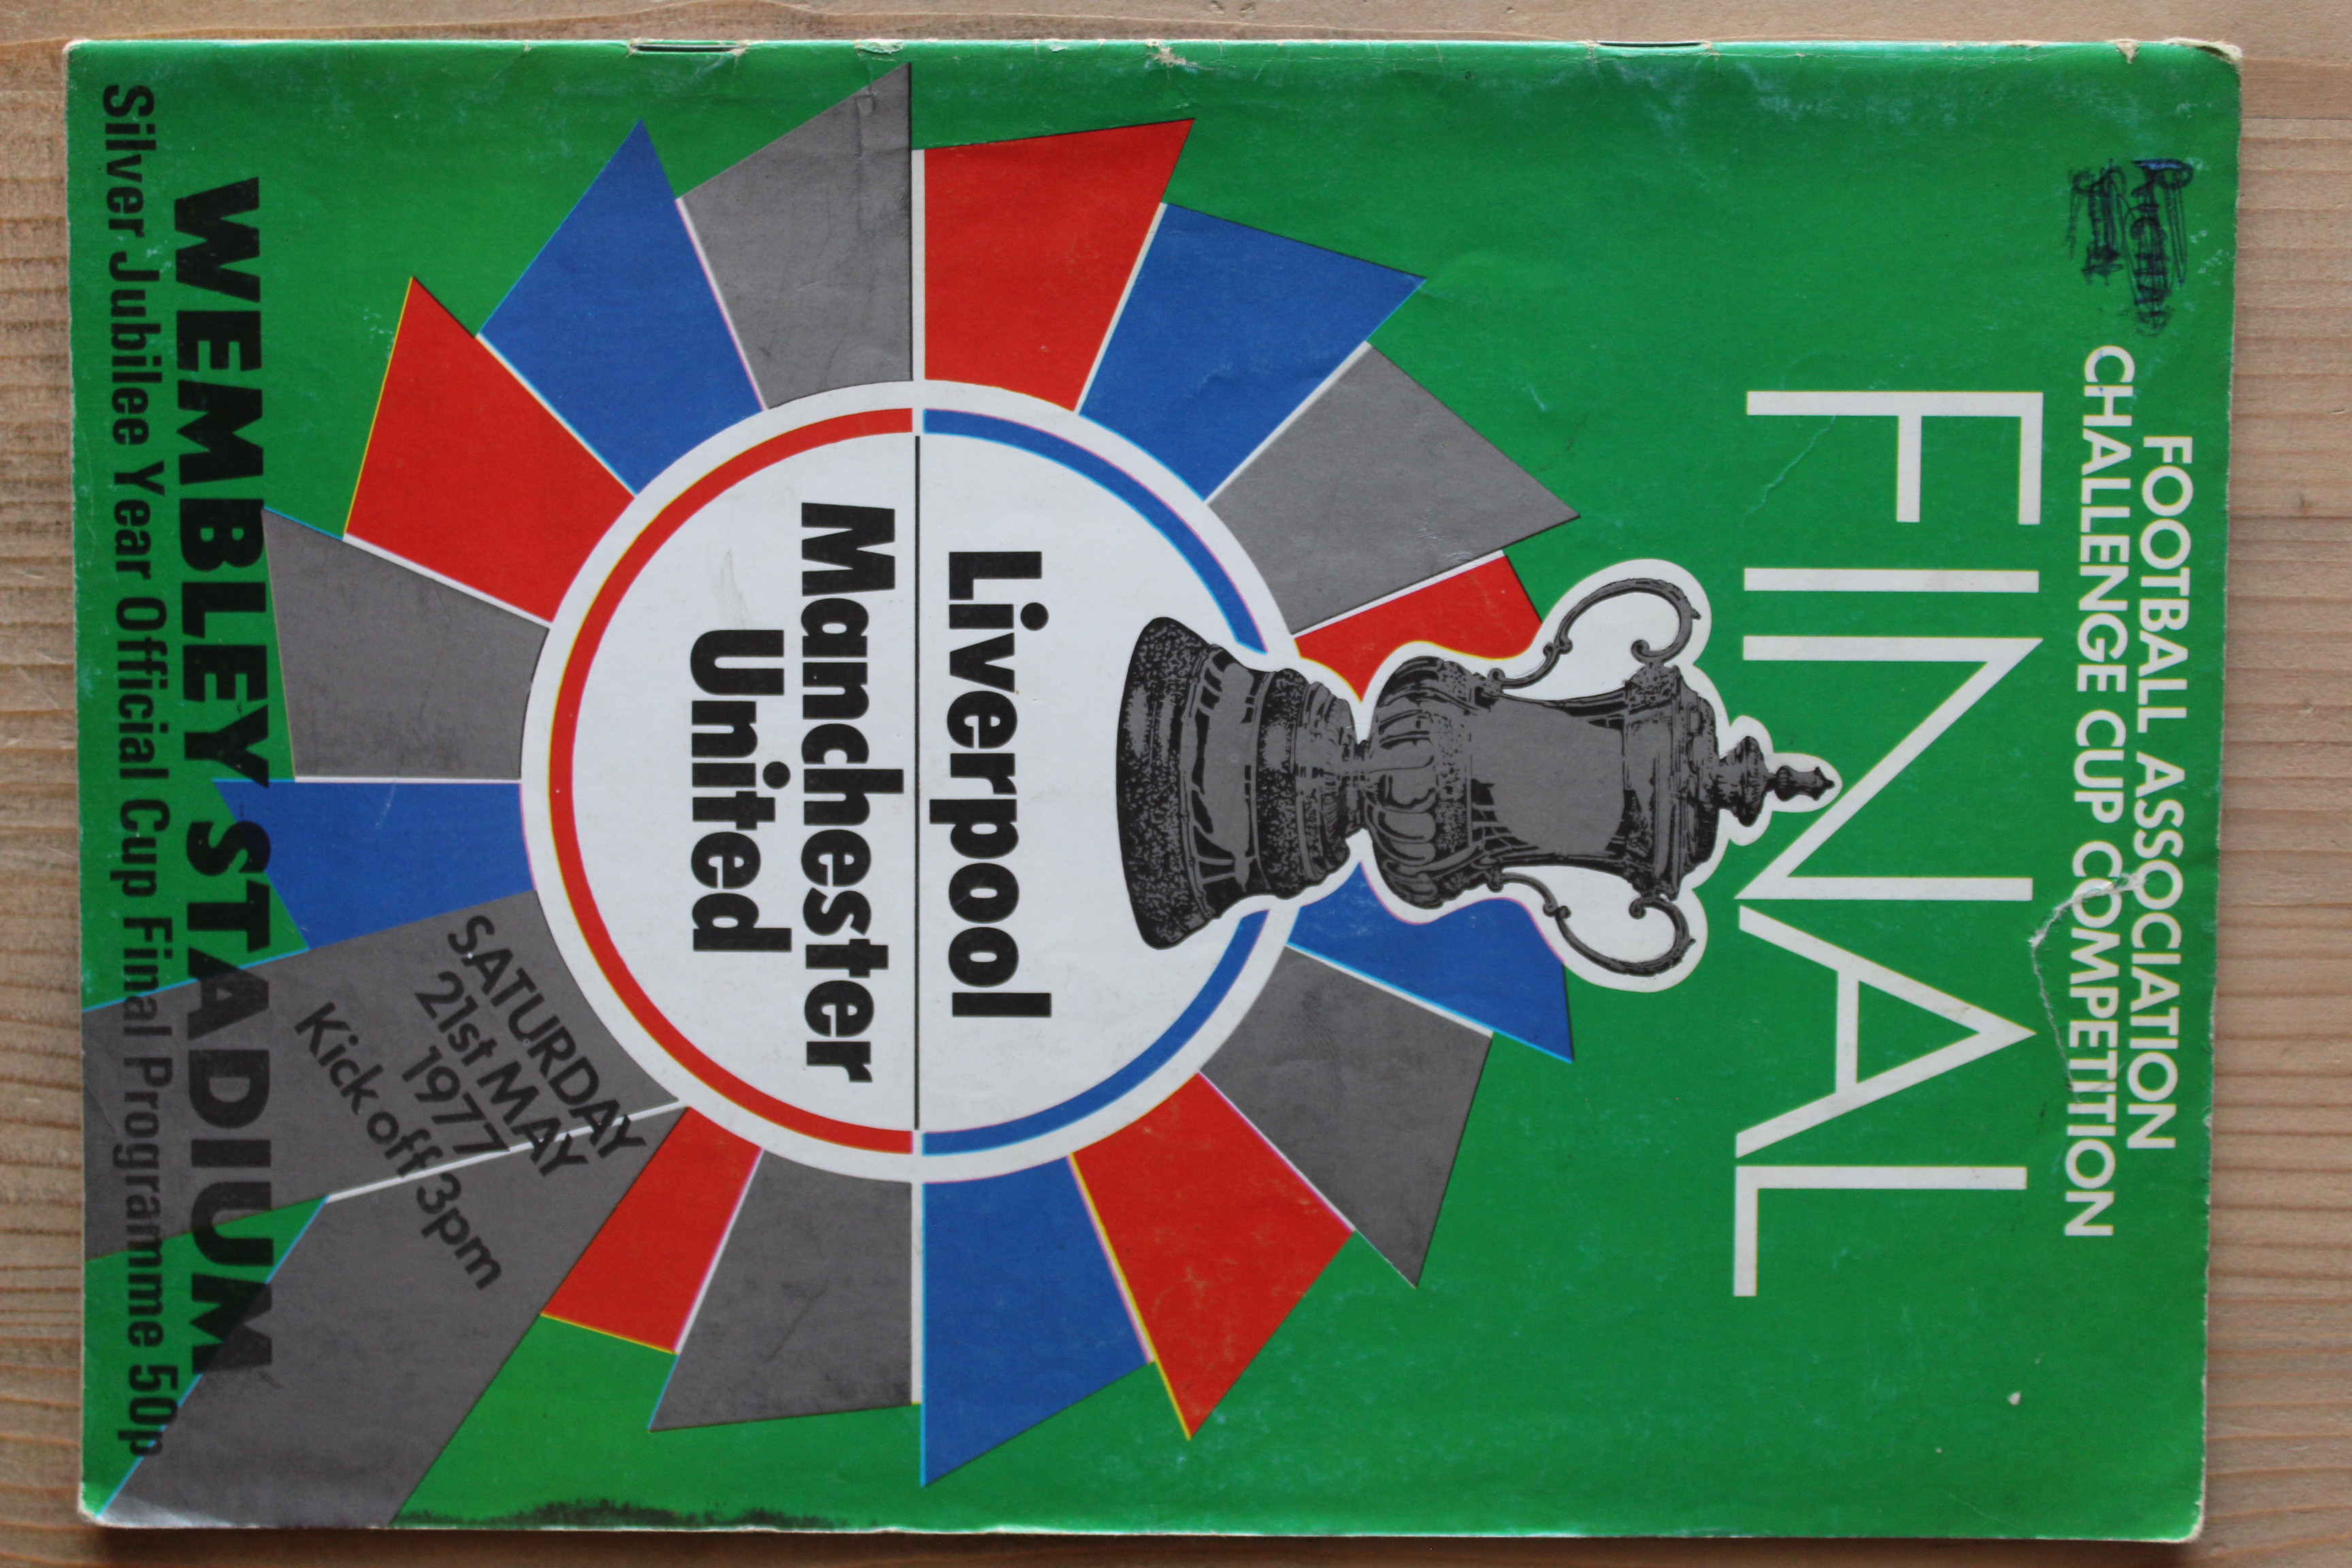 FOOTBALL ASSOCIATION
CHALLENGE CUP COMPETITION
FINAL
Liverpool
Manchester
United
SATURDAY
21st MAY
1977
Kick off 3pm
WEMBLEY STADIUM
Silver Jubilee Year Official Cup Final Programme 50p